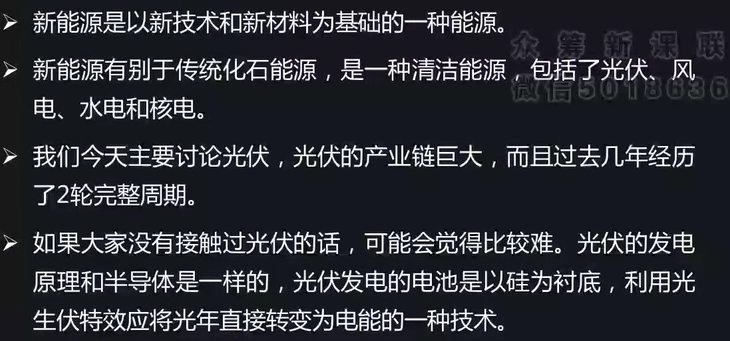 ➤ 新能源是以新技术和新材料为基础的一种能源。
众筹新课联
➤ 新能源有别于传统化石能源，是一种清洁能源，包括了光伏、风
微信5018636
电、水电和核电。
➤ 我们今天主要讨论光伏，光伏的产业链巨大，而且过去几年经历
了2轮完整周期。
➤ 如果大家没有接触过光伏的话，可能会觉得比较难。光伏的发电
原理和半导体是一样的，光伏发电的电池是以硅为衬底，利用光
生伏特效应将光年直接转变为电能的一种技术。